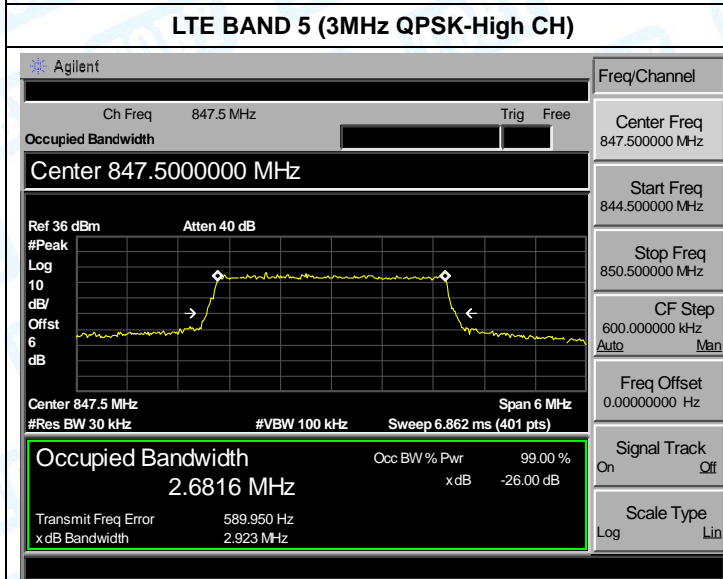 LTE BAND 5 (3MHz QPSK-High CH)
Agilent
Freq/Channel
Ch Freq 847.5 MHz Trig Free
Occupied Bandwidth
Center 847.5000000 MHz
Ref 36 dBm Atten 40 dB
#Peak
Log
10
dB/
Offst
6
dB
Center 847.5 MHz Span 6 MHz
#Res BW 30 kHz #VBW 100 kHz Sweep 6.862 ms (401 pts)
Occupied Bandwidth
2.6816 MHz
Occ BW % Pwr 99.00 %
x dB -26.00 dB
Transmit Freq Error 589.950 Hz
x dB Bandwidth 2.923 MHz
Center Freq
847.500000 MHz
Start Freq
844.500000 MHz
Stop Freq
850.500000 MHz
CF Step
600.000000 kHz
Auto Man
Freq Offset
0.00000000 Hz
Signal Track
On Off
Scale Type
Log Lin